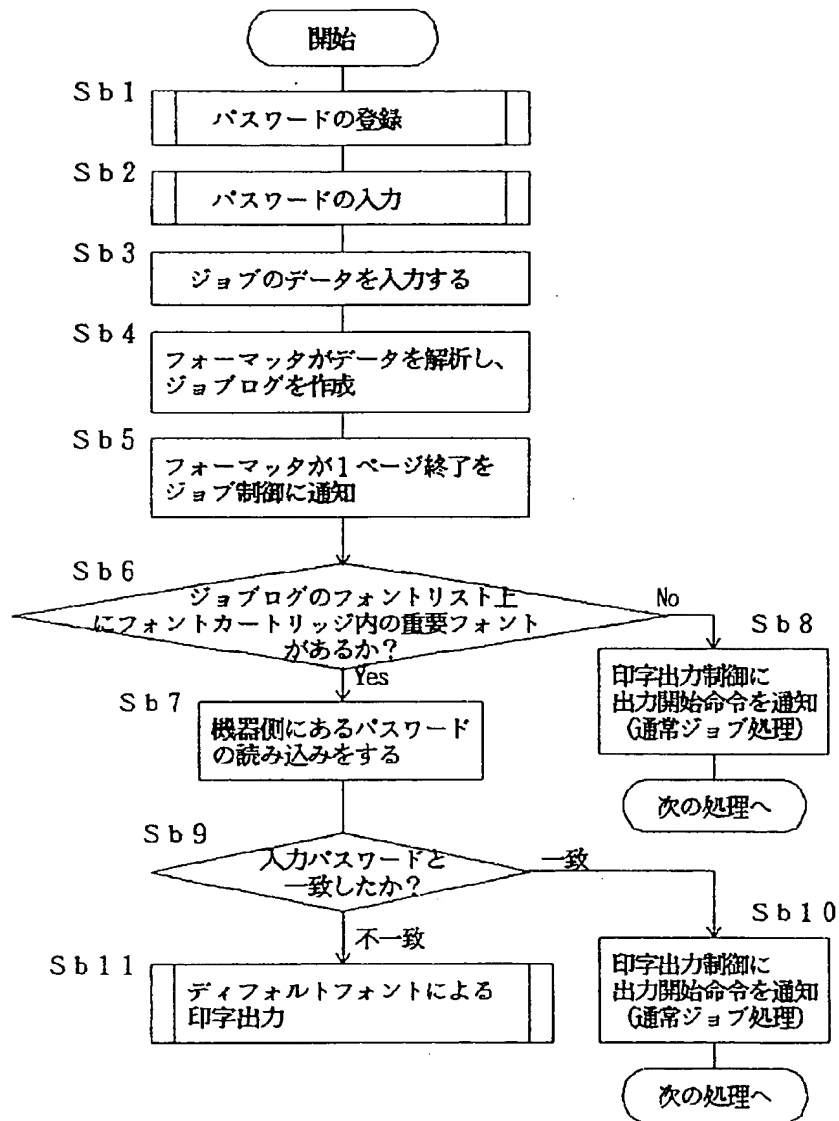 開始
Sb1
パスワードの登録
Sb2
パスワードの入力
Sb3
ジョブのデータを入力する
Sb4
フォーマッタがデータを解析し、
ジョブログを作成
Sb5
フォーマッタが1ページ終了を
ジョブ制御に通知
Sb6
ジョブログのフォントリスト上
にフォントカートリッジ内の重要フォント
があるか?
No
Yes
Sb8
印字出力制御に
出力開始命令を通知
(通常ジョブ処理)
次の処理へ
Sb7
機器側にあるパスワード
の読み込みをする
Sb9
入力パスワードと
一致したか?
一致
不一致
Sb10
印字出力制御に
出力開始命令を通知
(通常ジョブ処理)
次の処理へ
Sb11
ディフォルトフォントによる
印字出力